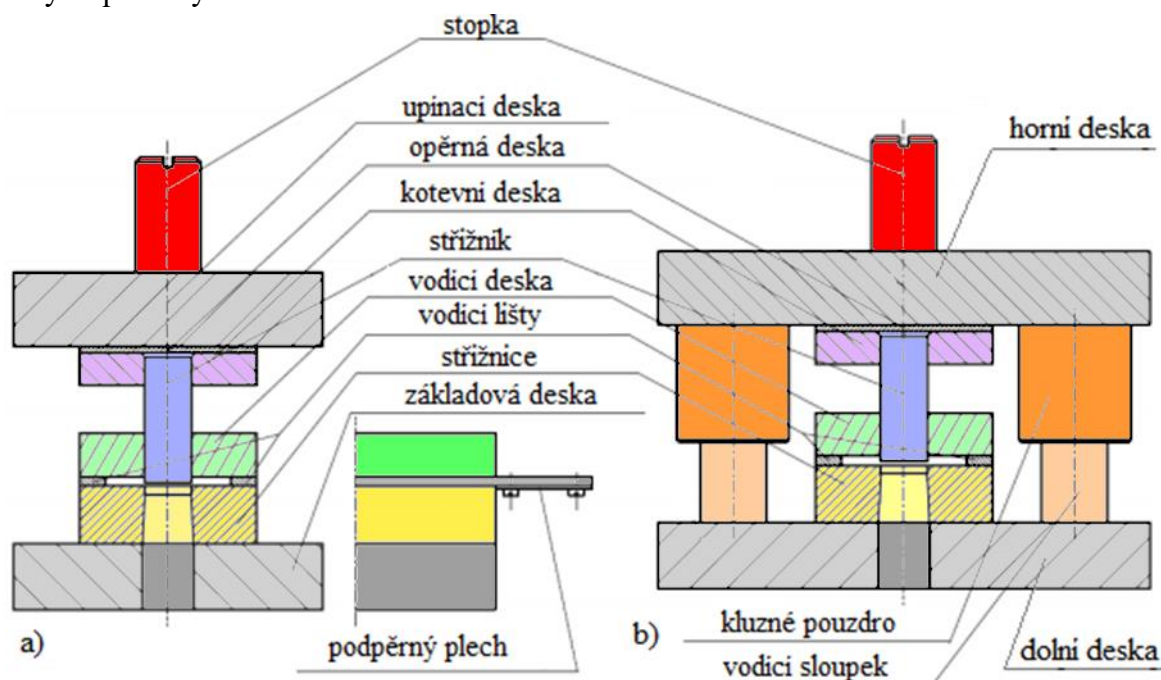 stopka
upinaci deska
horní deska
opěrná deska
kotevní deska
střižník
vodicí deska
vodicí lišty
střižnice
základová deska
a)
podpěrný plech
b)
kluzné pouzdro
vodicí sloupek
dolní deska